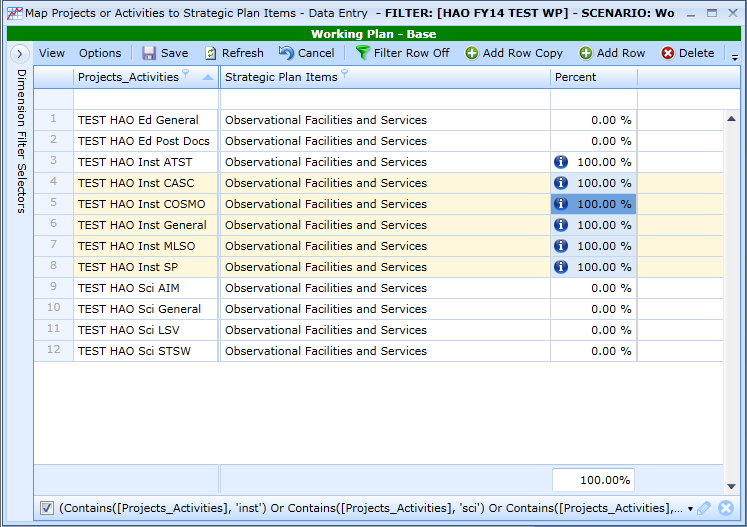 Map Projects or Activities to Strategic Plan Items - Data Entry - FILTER: [HAO FY14 TEST WP] - SCENARIO: Wo
Working Plan - Base
View Options Save Refresh Cancel Filter Row Off Add Row Copy Add Row Delete
Dimension Filter Selectors
Projects_Activities Strategic Plan Items Percent
1 TEST HAO Ed General Observational Facilities and Services 0.00 %
2 TEST HAO Ed Post Docs Observational Facilities and Services 0.00 %
3 TEST HAO Inst ATST Observational Facilities and Services 100.00 %
4 TEST HAO Inst CASC Observational Facilities and Services 100.00 %
5 TEST HAO Inst COSMO Observational Facilities and Services 100.00 %
6 TEST HAO Inst General Observational Facilities and Services 100.00 %
7 TEST HAO Inst MLSO Observational Facilities and Services 100.00 %
8 TEST HAO Inst SP Observational Facilities and Services 100.00 %
9 TEST HAO Sci AIM Observational Facilities and Services 0.00 %
10 TEST HAO Sci General Observational Facilities and Services 0.00 %
11 TEST HAO Sci LSV Observational Facilities and Services 0.00 %
12 TEST HAO Sci STSW Observational Facilities and Services 0.00 %
100.00%
(Contains([Projects_Activities], 'inst') Or Contains([Projects_Activities], 'sci') Or Contains([Projects_Activities],...